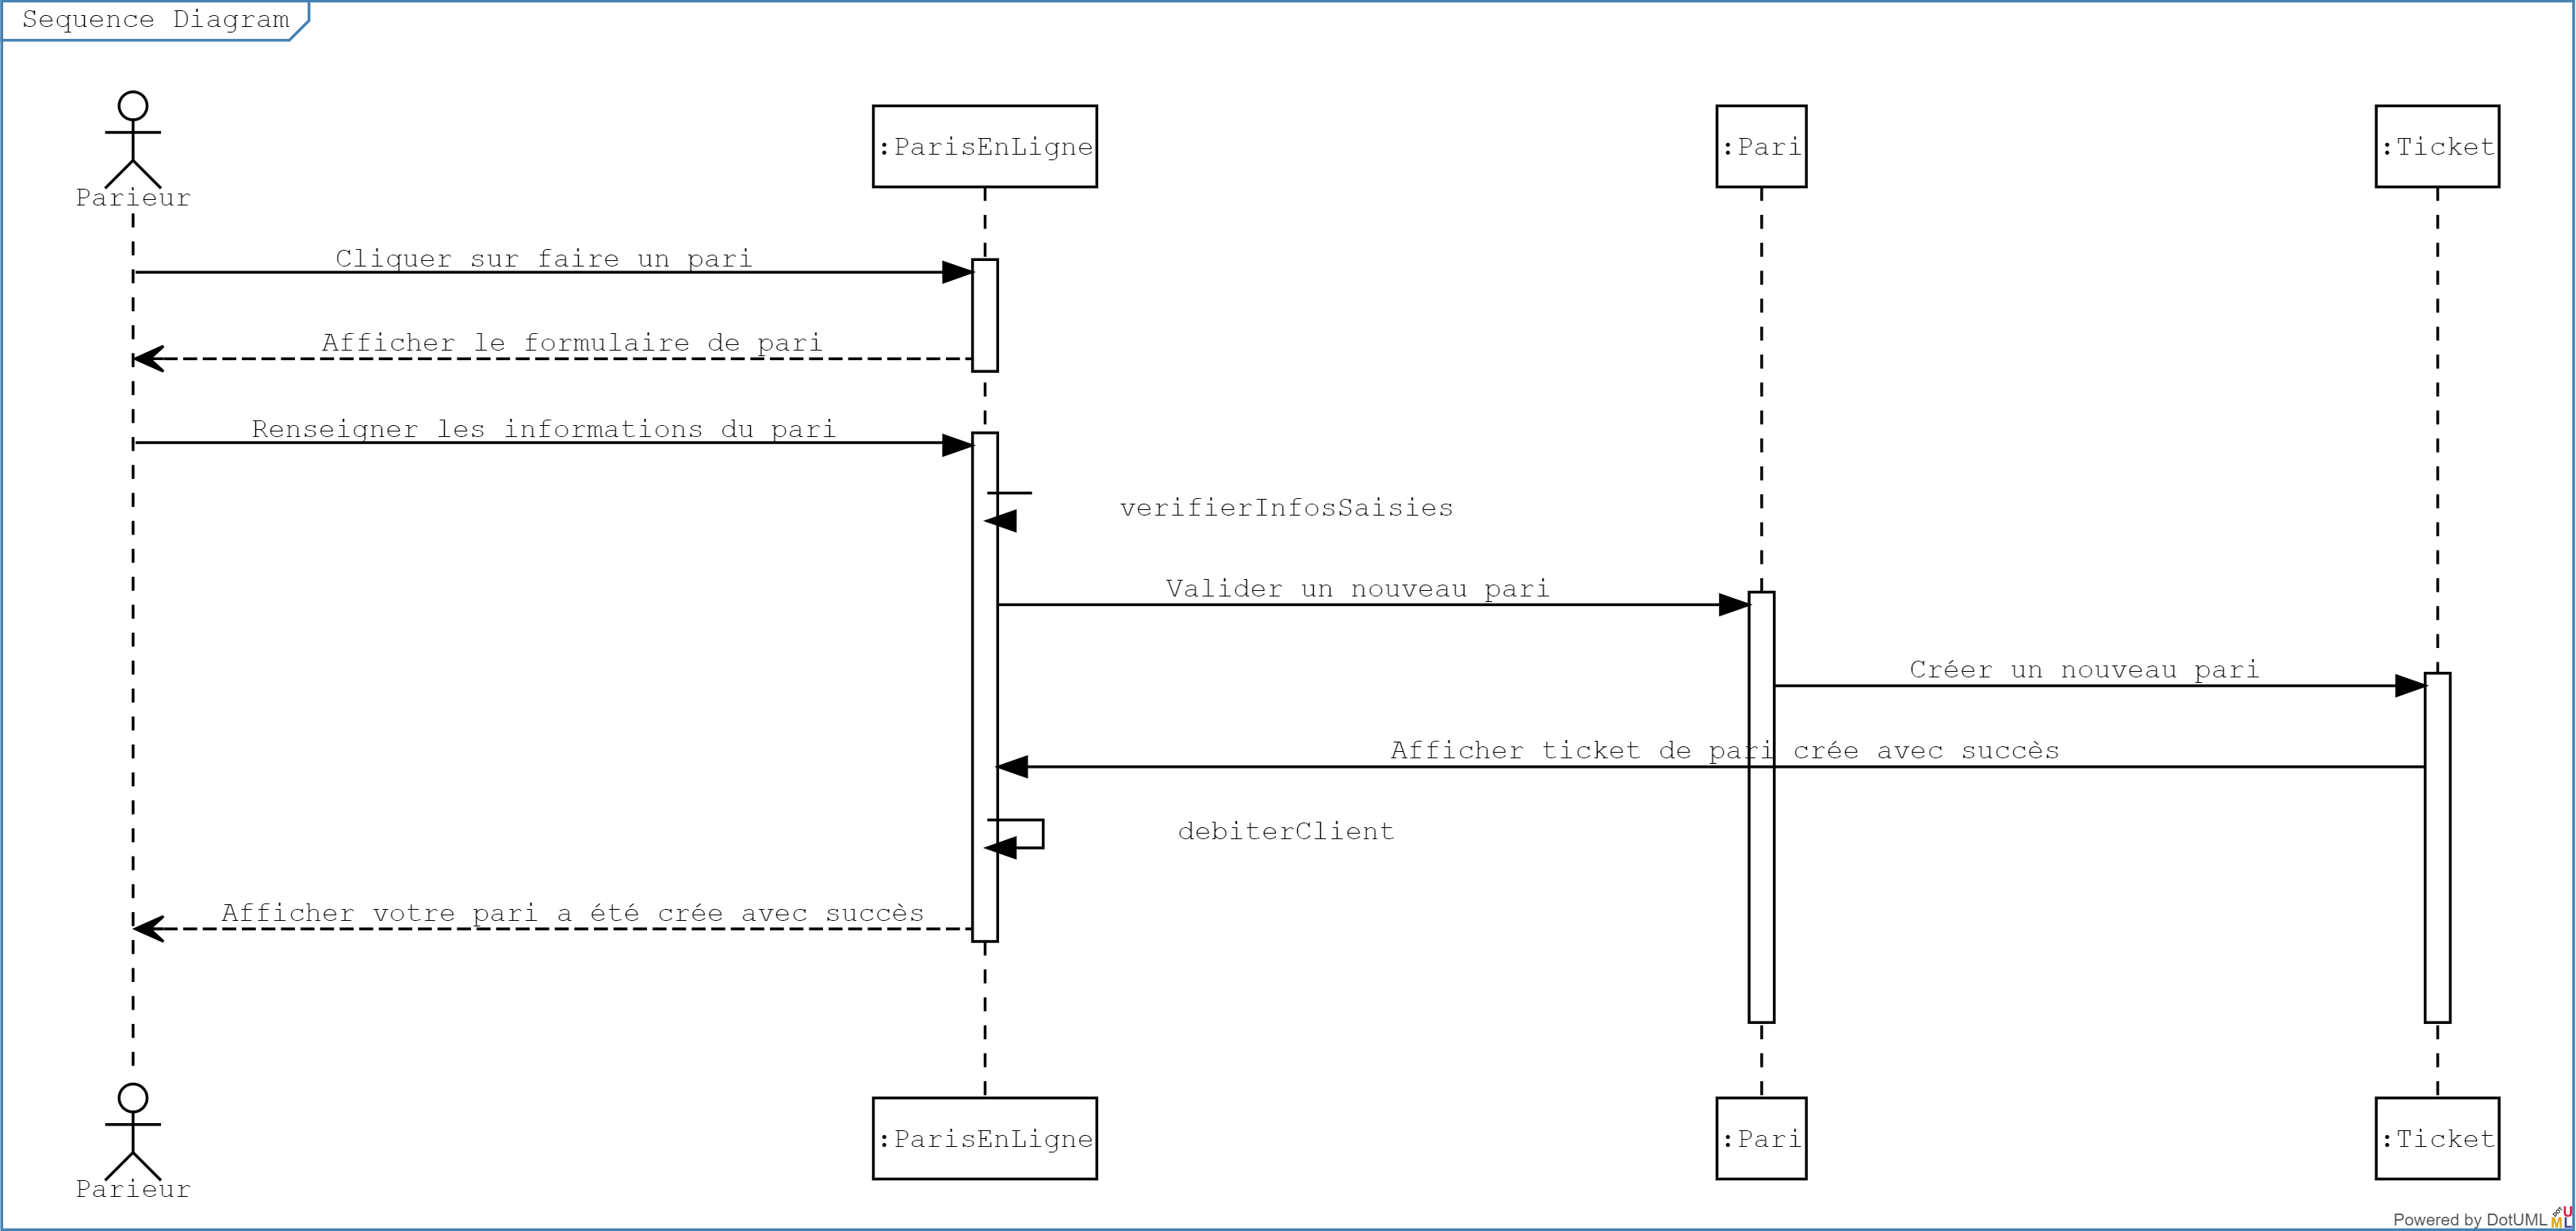 Sequence Diagram
Parieur
:ParisEnLigne
:Pari
:Ticket
Cliquer sur faire un pari
Afficher le formulaire de pari
Renseigner les informations du pari
verifierInfosSaisies
Valider un nouveau pari
Créer un nouveau pari
Afficher ticket de pari crée avec succès
debiterClient
Afficher votre pari a été crée avec succès
Parieur
:ParisEnLigne
:Pari
:Ticket
Powered by DotUML
DOT
U
ML